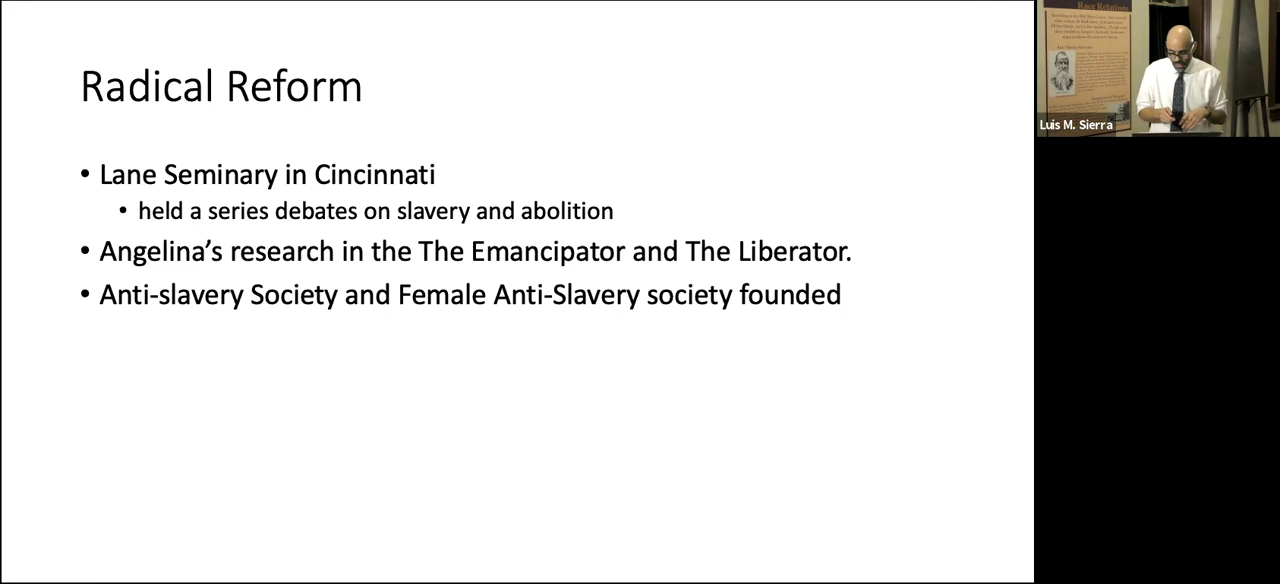 Radical Reform
• Lane Seminary in Cincinnati
• held a series debates on slavery and abolition
• Angelina’s research in the The Emancipator and The Liberator.
• Anti-slavery Society and Female Anti-Slavery society founded
Race Relations
Luis M. Sierra